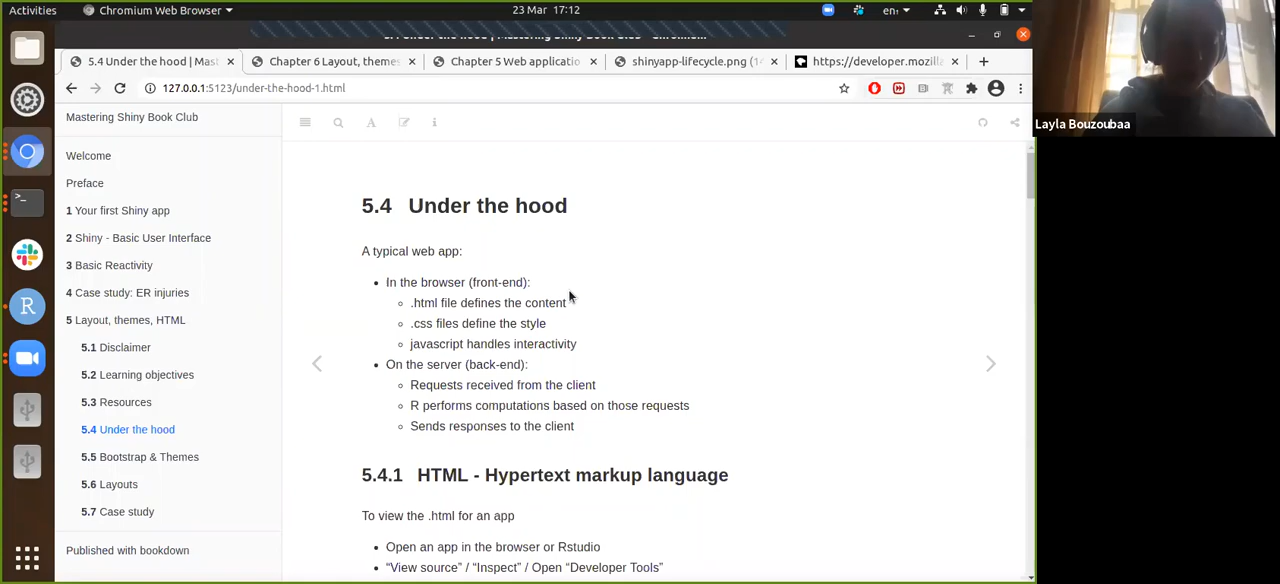 Activities
Chromium Web Browser
23 Mar 17:12
en₁
5.4 Under the hood | Mast
Chapter 6 Layout, themes
Chapter 5 Web applicatio
shinyapp-lifecycle.png (14
https://developer.mozilla
127.0.0.1:5123/under-the-hood-1.html
Layla Bouzoubaa
Mastering Shiny Book Club
Welcome
Preface
1 Your first Shiny app
2 Shiny - Basic User Interface
3 Basic Reactivity
4 Case study: ER injuries
5 Layout, themes, HTML
5.1 Disclaimer
5.2 Learning objectives
5.3 Resources
5.4 Under the hood
5.5 Bootstrap & Themes
5.6 Layouts
5.7 Case study
Published with bookdown
5.4 Under the hood
A typical web app:
• In the browser (front-end):
◦ .html file defines the content
◦ .css files define the style
◦ javascript handles interactivity
• On the server (back-end):
◦ Requests received from the client
◦ R performs computations based on those requests
◦ Sends responses to the client
5.4.1 HTML - Hypertext markup language
To view the .html for an app
• Open an app in the browser or Rstudio
• “View source” / “Inspect” / Open “Developer Tools”